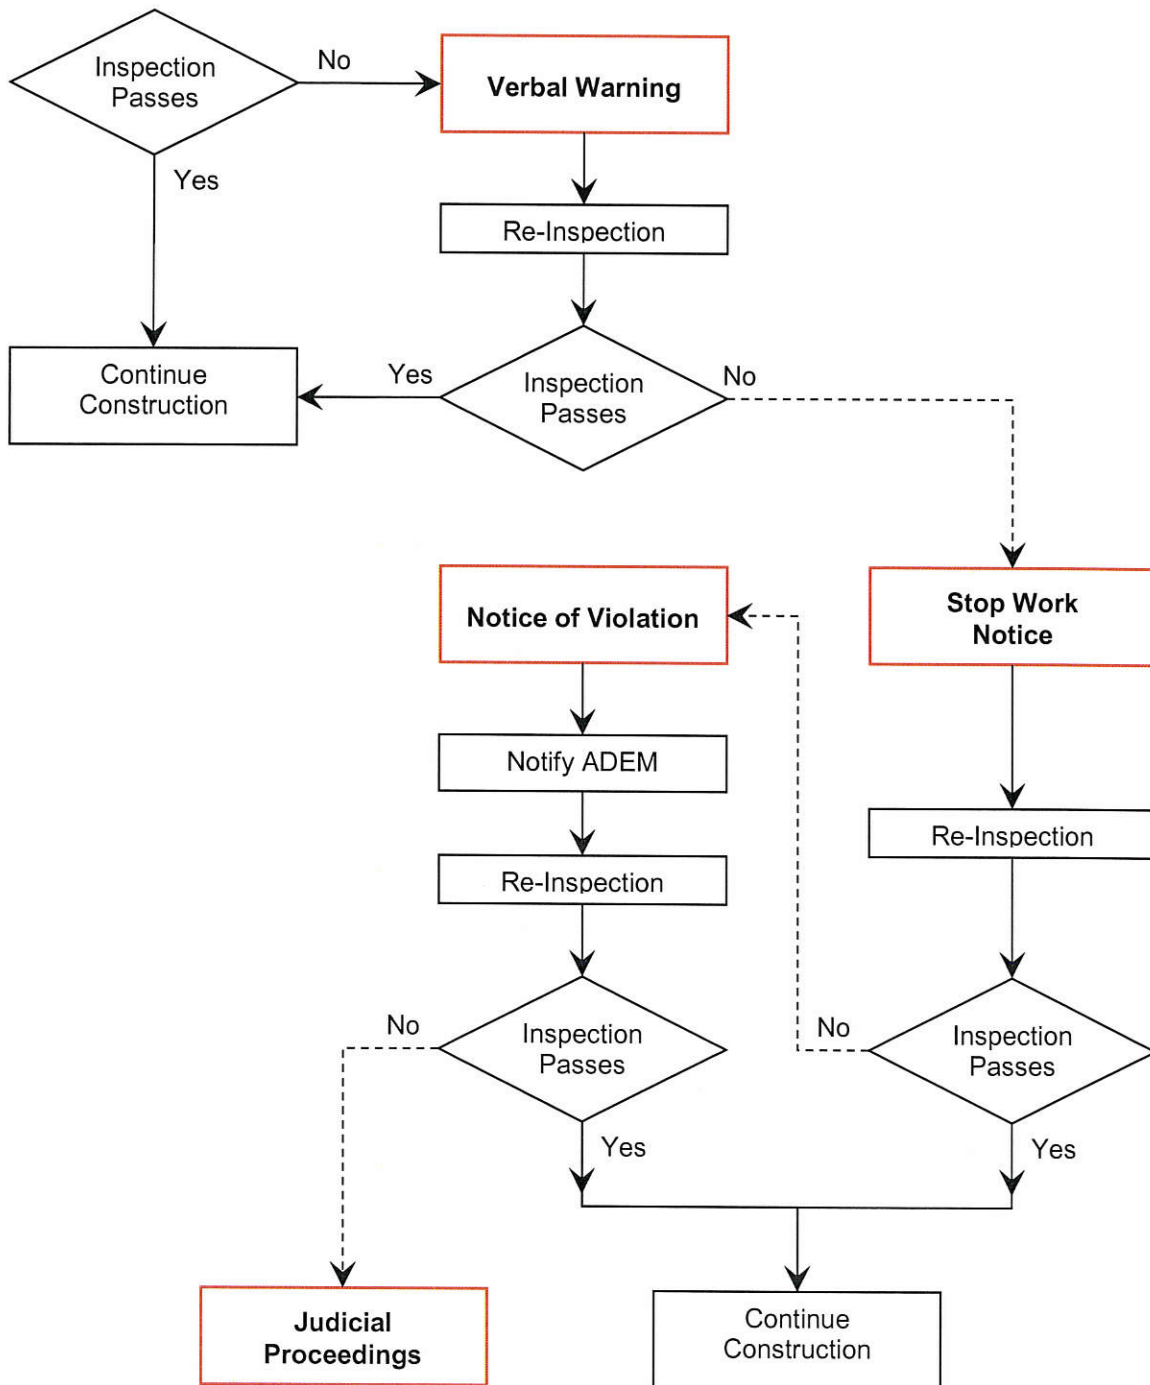 Inspection
Passes
No
Verbal Warning
Yes
Re-Inspection
Continue
Construction
Yes
Inspection
Passes
No
Notice of Violation
Stop Work
Notice
Notify ADEM
Re-Inspection
Re-Inspection
No
Inspection
Passes
No
Inspection
Passes
Yes
Yes
Judicial
Proceedings
Continue
Construction